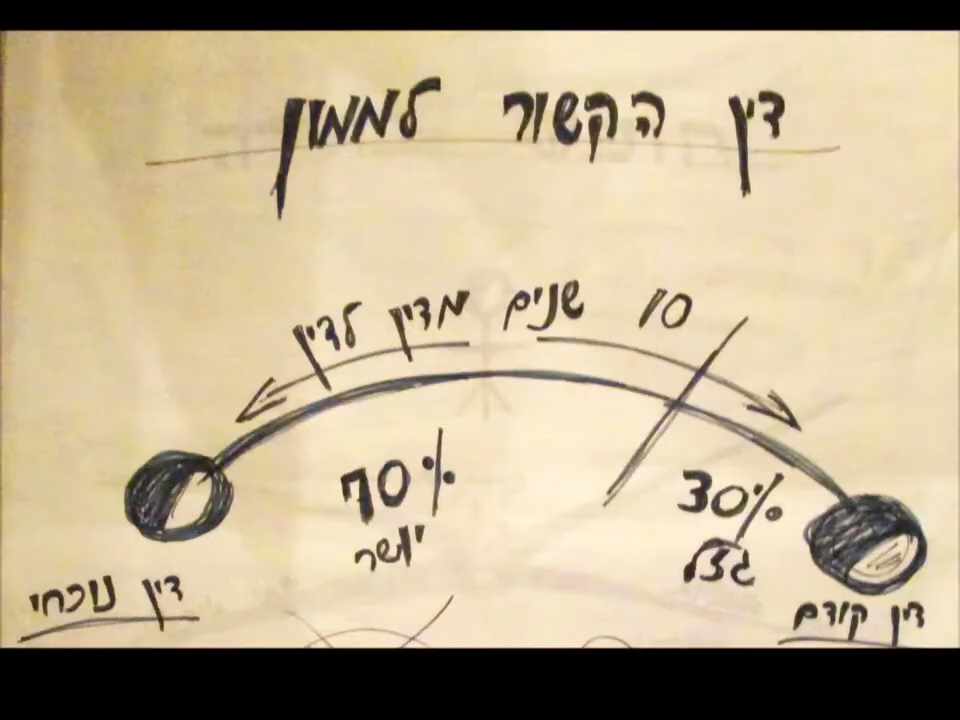 דין הקשור לממון
10 שנים מדין לדין
30%
גזל
70%
יושר
דין קודם
דין נוכחי